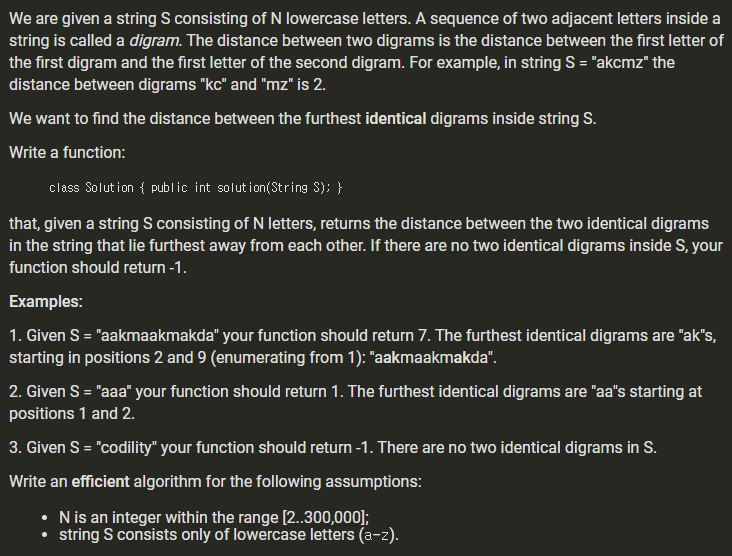 We are given a string S consisting of N lowercase letters. A sequence of two adjacent letters inside a
string is called a digram. The distance between two digrams is the distance between the first letter of
the first digram and the first letter of the second digram. For example, in string S = "akcmz" the
distance between digrams "kc" and "mz" is 2.
We want to find the distance between the furthest identical digrams inside string S.
Write a function:
class Solution { public int solution(String S); }
that, given a string S consisting of N letters, returns the distance between the two identical digrams
in the string that lie furthest away from each other. If there are no two identical digrams inside S, your
function should return -1.
Examples:
1. Given S = "aakmaakmakda" your function should return 7. The furthest identical digrams are "ak"s,
starting in positions 2 and 9 (enumerating from 1): "aakmaakmakda".
2. Given S = "aaa" your function should return 1. The furthest identical digrams are "aa"s starting at
positions 1 and 2.
3. Given S = "codility" your function should return -1. There are no two identical digrams in S.
Write an efficient algorithm for the following assumptions:
• N is an integer within the range [2..300,000];
• string S consists only of lowercase letters (a-z).